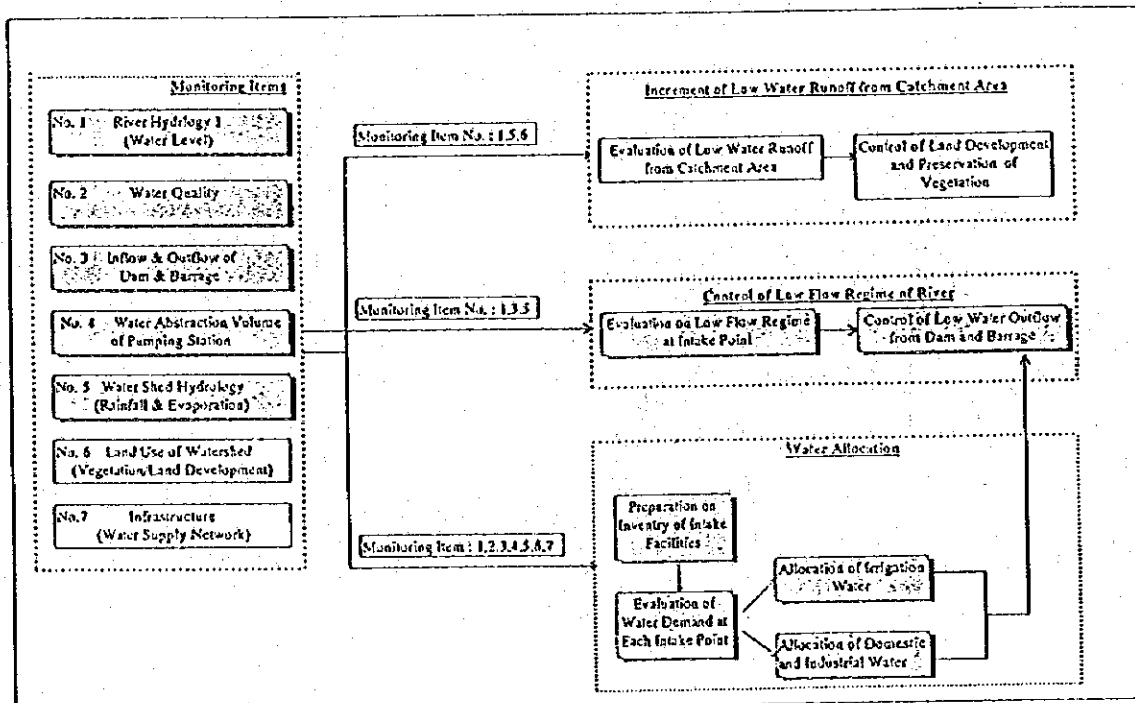 Monitoring Items
No. 1 River Hydrlogy 1
(Water Level)
No. 2 Water Quality
No. 3 Inflow & Outflow of
Dam & Barrage
No. 4 Water Abstraction Volume
of Pumping Station
No. 5 Water Shed Hydrology
(Rainfall & Evaporation)
No. 6 Land Use of Watershed
(Vegetation/Land Development)
No.7 Infrastructure
(Water Supply Network)
Monitoring Item No. : 1,5,6
Monitoring Item No. : 1,3,5
Monitoring Item : 1,2,3,4,5,6,7
Increment of Low Water Runoff from Catchment Area
Evaluation of Low Water Runoff
from Catchment Area
Control of Land Development
and Preservation of
Vegetation
Control of Low Flow Regime of River
Evaluation on Low Flow Regime
at Intake Point
Control of Low Water Outflow
from Dam and Barrage
Water Allocation
Preparation on
Inventry of Intake
Facilities
Evaluation of
Water Demand at
Each Intake Point
Allocation of Irrigation
Water
Allocation of Domestic
and Industrial Water